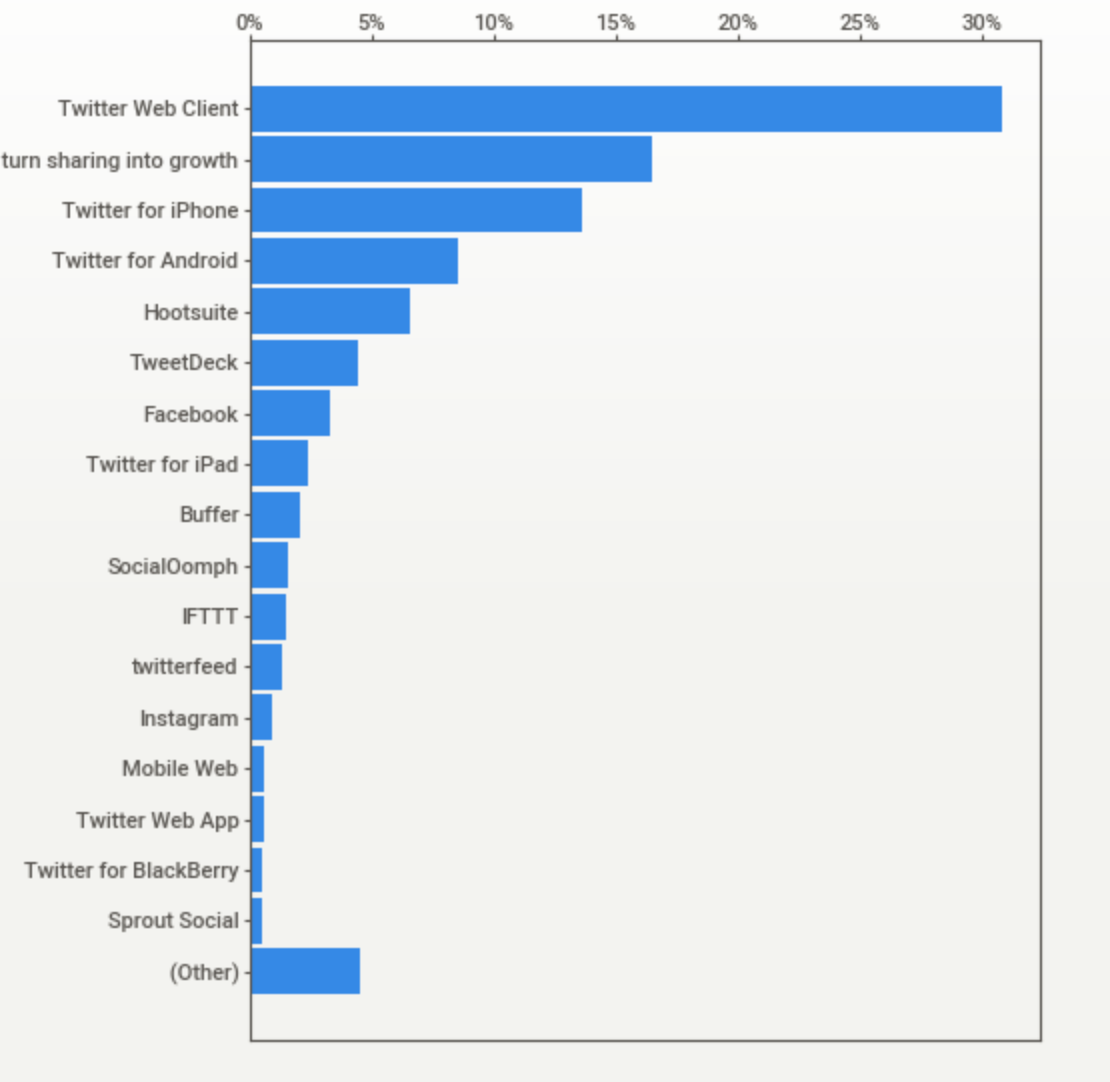 0% 5% 10% 15% 20% 25% 30%
Twitter Web Client
turn sharing into growth
Twitter for iPhone
Twitter for Android
Hootsuite
TweetDeck
Facebook
Twitter for iPad
Buffer
SocialOomph
IFTTT
twitterfeed
Instagram
Mobile Web
Twitter Web App
Twitter for BlackBerry
Sprout Social
(Other)